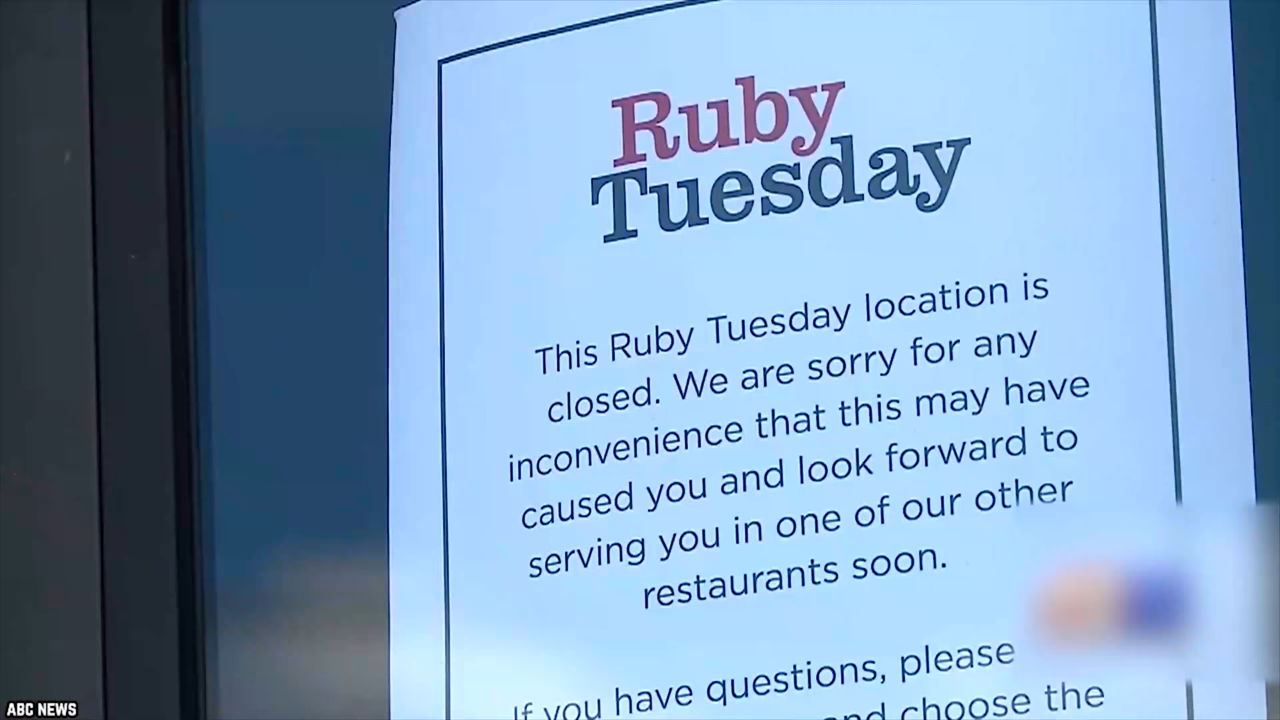 Ruby
Tuesday
This Ruby Tuesday location is
closed. We are sorry for any
inconvenience that this may have
caused you and look forward to
serving you in one of our other
restaurants soon.
If you have questions, please
and choose the
ABC NEWS